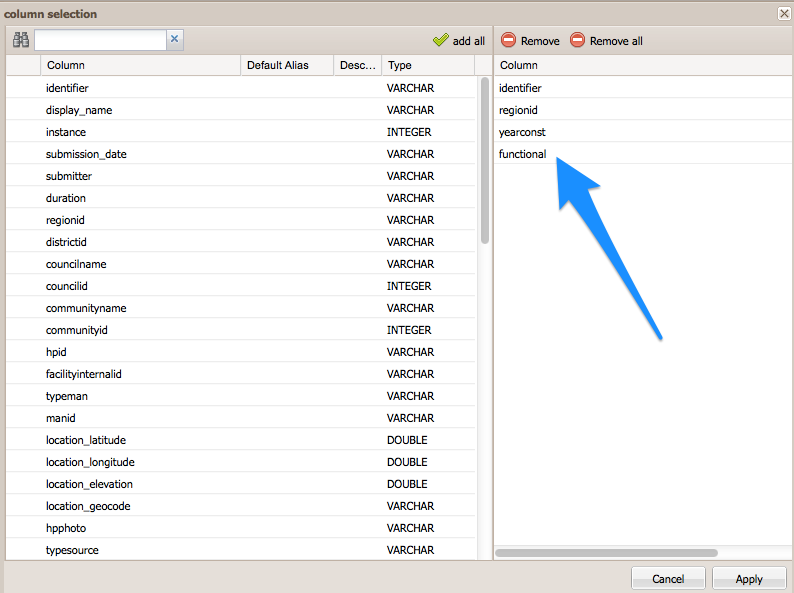 column selection
add all
Column Default Alias Desc... Type
identifier VARCHAR
display_name VARCHAR
instance INTEGER
submission_date VARCHAR
submitter VARCHAR
duration VARCHAR
regionid VARCHAR
districtid VARCHAR
councilname VARCHAR
councilid INTEGER
communityname VARCHAR
communityid INTEGER
hpid VARCHAR
facilityinternalid VARCHAR
typeman VARCHAR
manid VARCHAR
location_latitude DOUBLE
location_longitude DOUBLE
location_elevation DOUBLE
location_geocode VARCHAR
hpphoto VARCHAR
typesource VARCHAR
Remove Remove all
Column
identifier
regionid
yearconst
functional
Cancel Apply